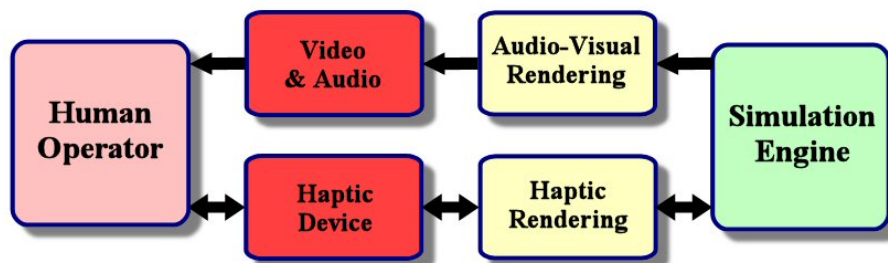 Human
Operator
Video
& Audio
Audio-Visual
Rendering
Simulation
Engine
Haptic
Device
Haptic
Rendering